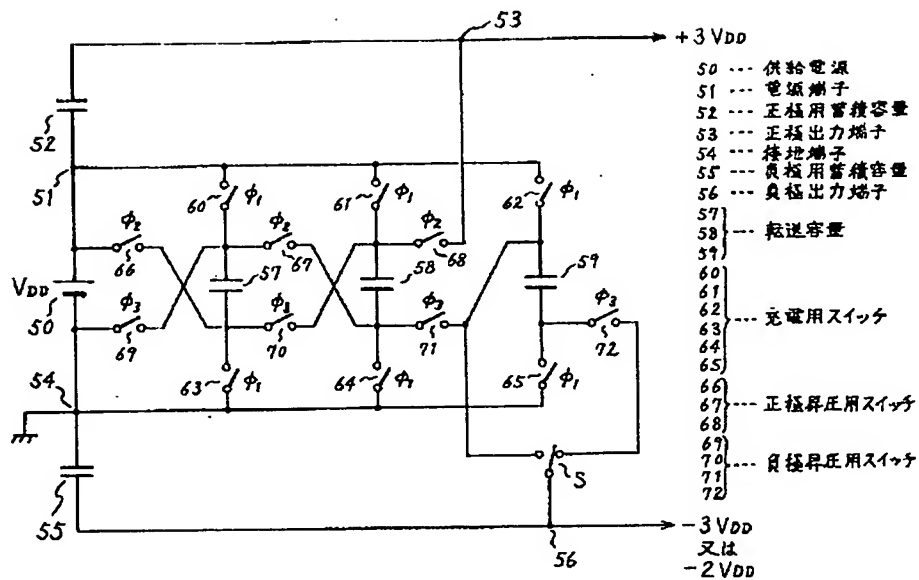 53
+3 VDD
52
51
60 φ1
61 φ1
62 φ1
φ2
66
φ2
67
φ2
68
57
58
59
VDD
50
φ3
69
φ3
70
φ3
71
φ3
72
54
63 φ1
64 φ1
65 φ1
S
55
56
-3 VDD
又は
-2 VDD
50 --- 供給電源
51 --- 電源端子
52 --- 正極用蓄積容量
53 --- 正極出力端子
54 --- 接地端子
55 --- 負極用蓄積容量
56 --- 負極出力端子
57
58 --- 転送容量
59
60
61
62 --- 充電用スイッチ
63
64
65
66
67 --- 正極昇圧用スイッチ
68
69
70 --- 負極昇圧用スイッチ
71
72